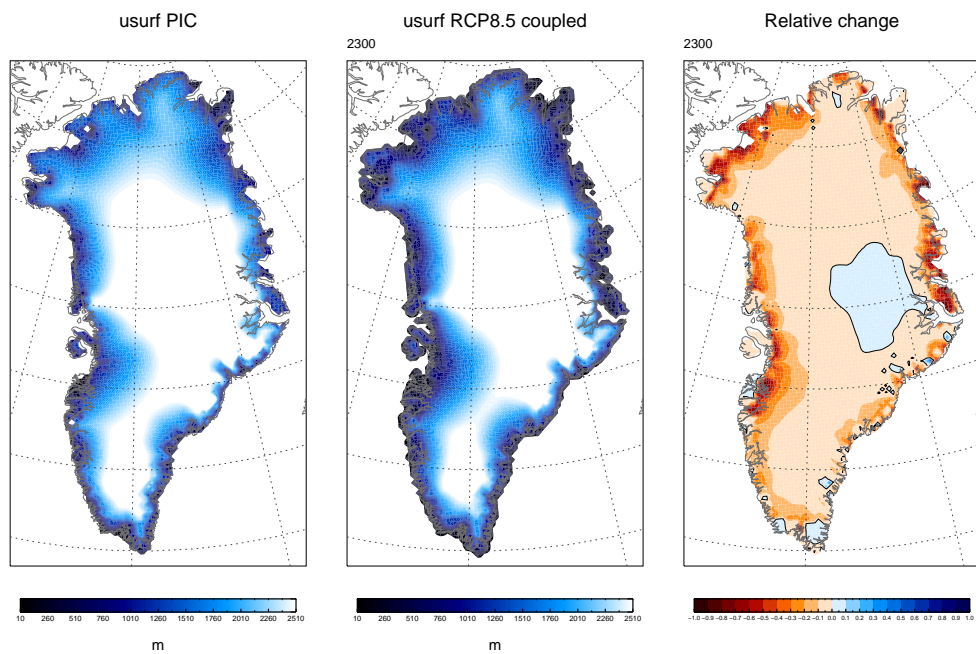 usurf PIC
usurf RCP8.5 coupled
Relative change
2300
2300
10 260 510 760 1010 1260 1510 1760 2010 2260 2510
10 260 510 760 1010 1260 1510 1760 2010 2260 2510
−1.0 −0.9 −0.8 −0.7 −0.6 −0.5 −0.4 −0.3 −0.2 −0.1 0.0 0.1 0.2 0.3 0.4 0.5 0.6 0.7 0.8 0.9 1.0
m
m